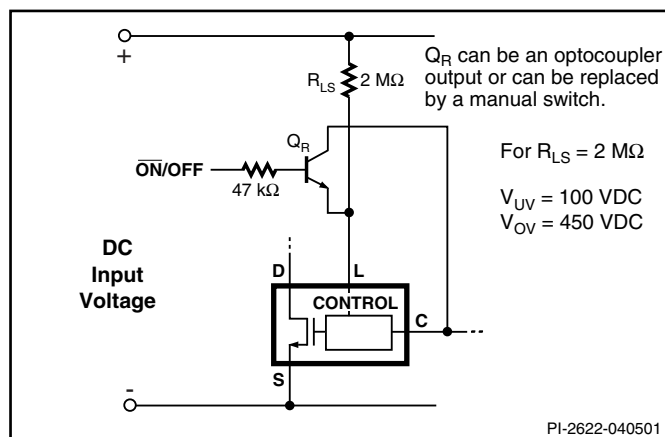 +
R_LS
2 MΩ
Q_R can be an optocoupler
output or can be replaced
by a manual switch.
Q_R
For R_LS = 2 MΩ
ON/OFF
47 kΩ
V_UV = 100 VDC
V_OV = 450 VDC
DC
Input
Voltage
D
L
CONTROL
C
S
-
PI-2622-040501